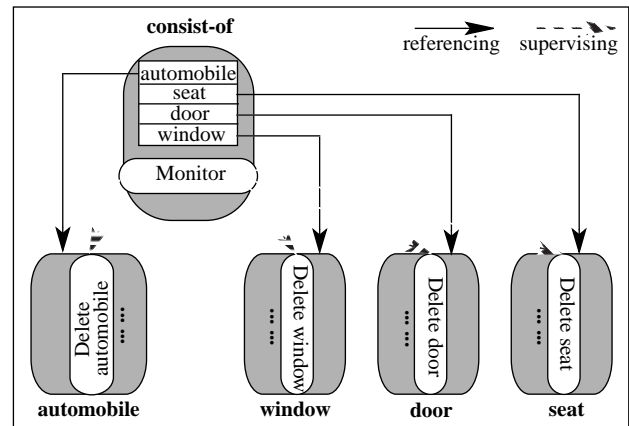 consist-of
referencing supervising
automobile
seat
door
window
Monitor
Delete
automobile
... ...
Delete window
... ...
Delete door
... ...
Delete seat
... ...
automobile
window
door
seat